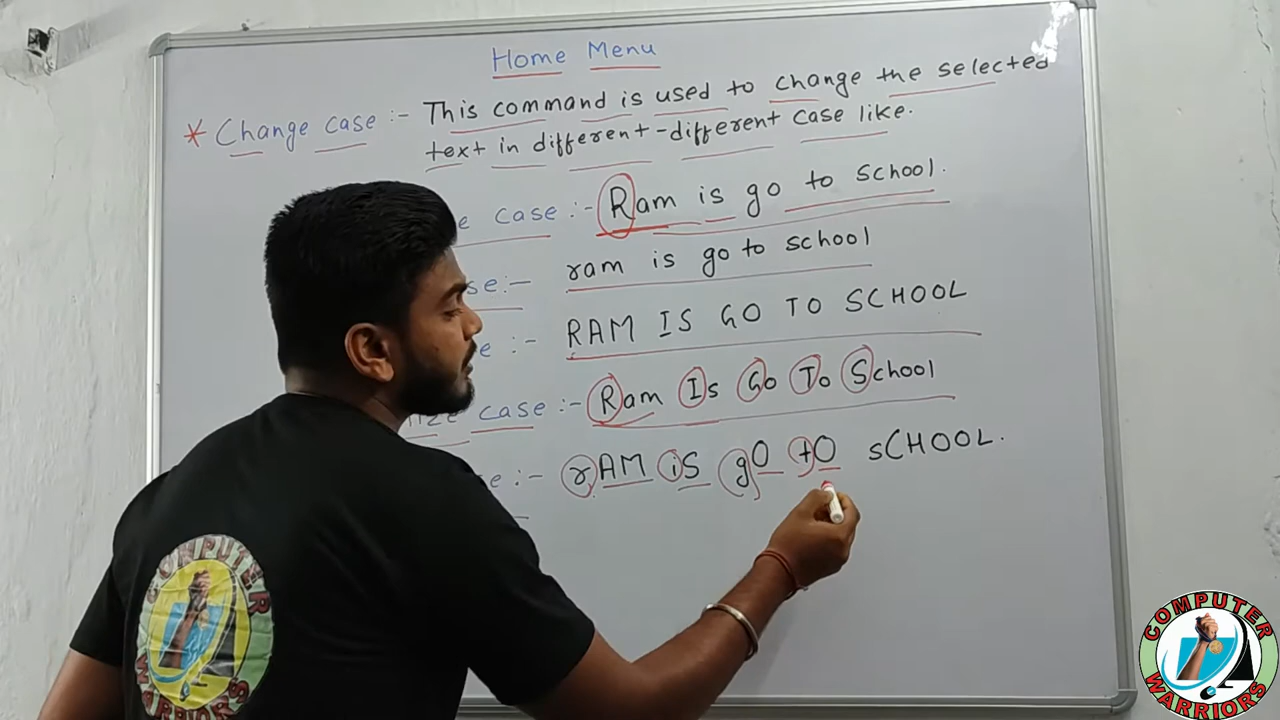 Home Menu
* Change case :- This command is used to change the selected
text in different-different case like.
case :- Ram is go to school.
:- ram is go to school
:- RAM IS GO TO SCHOOL
case :- Ram Is Go To School
:- rAM iS gO tO sCHOOL.
COMPUTER WARRIORS
COMPUTER WARRIORS